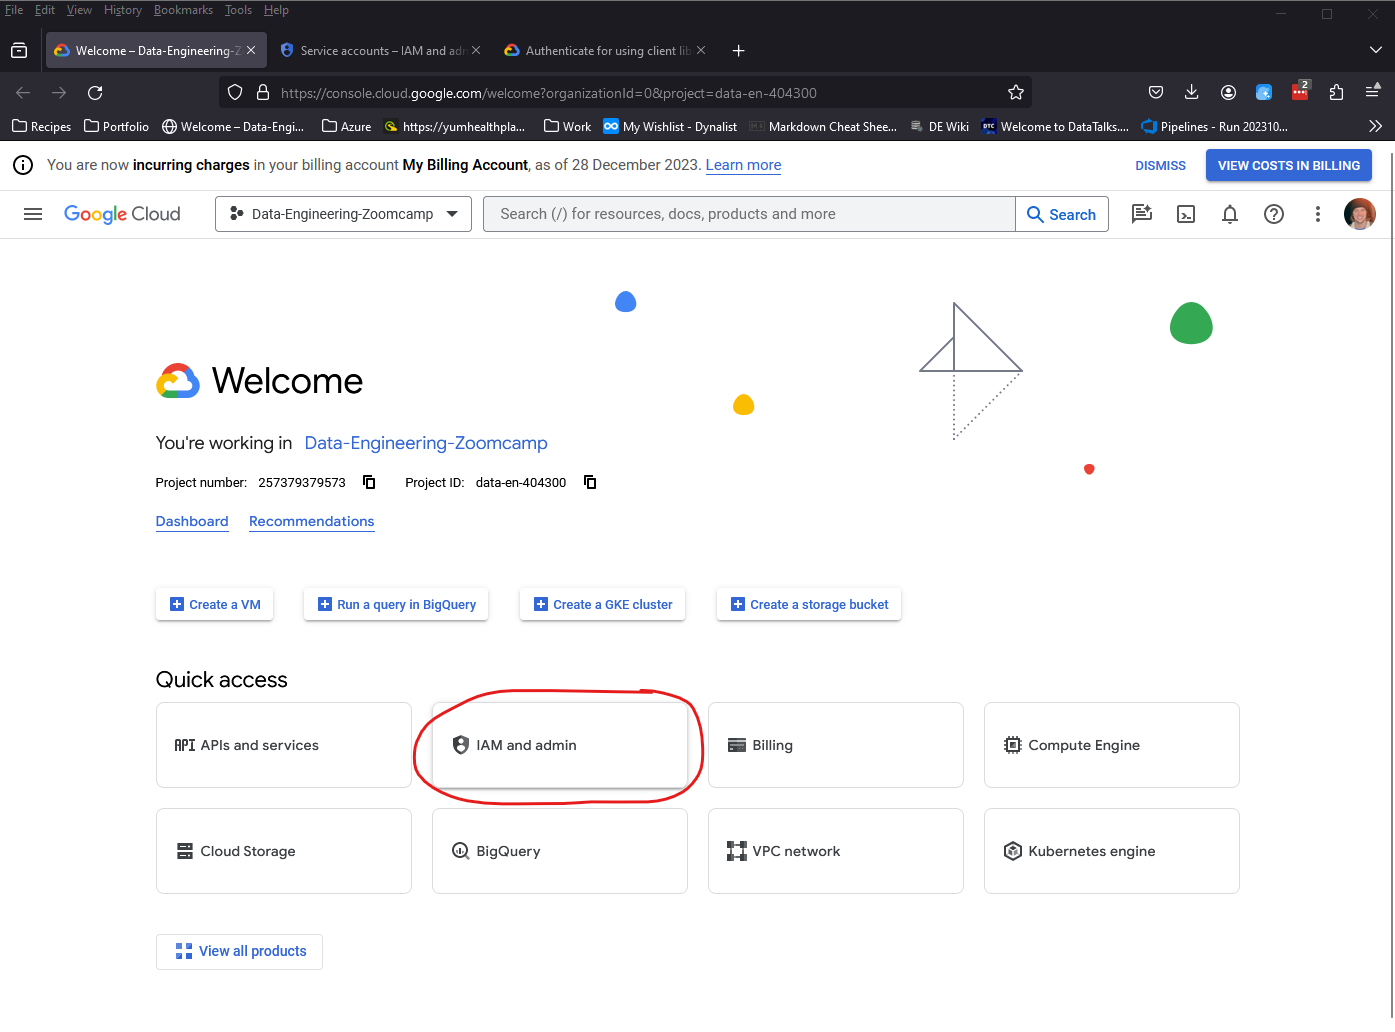 File Edit View History Bookmarks Tools Help
Welcome – Data-Engineering-Z Service accounts – IAM and adm Authenticate for using client lib
https://console.cloud.google.com/welcome?organizationId=0&project=data-en-404300 2
Recipes Portfolio Welcome – Data-Engi... Azure https://yumhealthpla... Work My Wishlist - Dynalist Markdown Cheat Shee... DE Wiki DTC Welcome to DataTalks.... Pipelines - Run 202310...
You are now incurring charges in your billing account My Billing Account, as of 28 December 2023. Learn more DISMISS VIEW COSTS IN BILLING
Google Cloud Data-Engineering-Zoomcamp Search (/) for resources, docs, products and more Search
Welcome
You're working in Data-Engineering-Zoomcamp
Project number: 257379379573 Project ID: data-en-404300
Dashboard Recommendations
Create a VM Run a query in BigQuery Create a GKE cluster Create a storage bucket
Quick access
API APIs and services IAM and admin Billing Compute Engine
Cloud Storage BigQuery VPC network Kubernetes engine
View all products